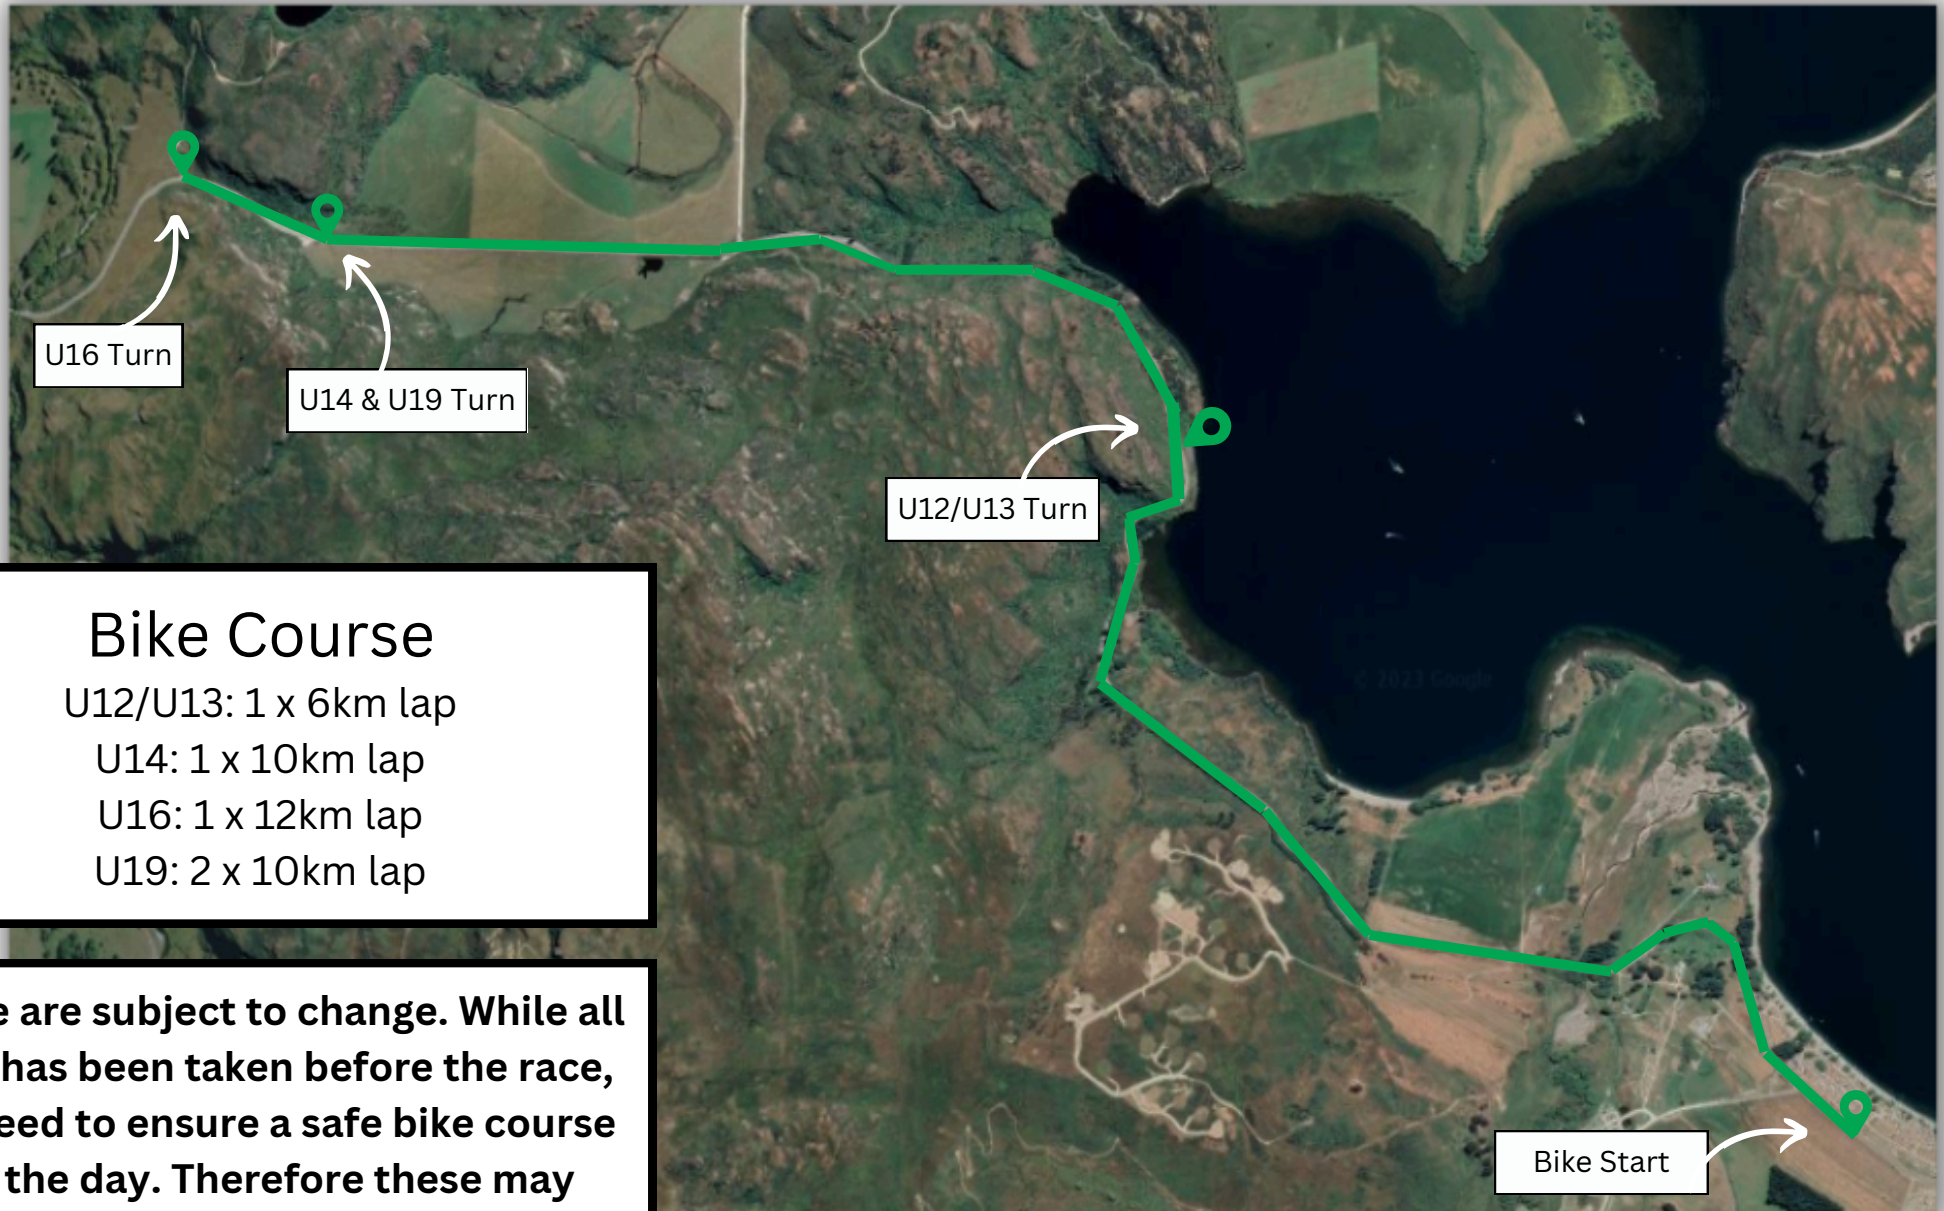 U16 Turn
U14 & U19 Turn
U12/U13 Turn
Bike Course
U12/U13: 1 x 6km lap
U14: 1 x 10km lap
U16: 1 x 12km lap
U19: 2 x 10km lap
© 2023 Google
are subject to change. While all
has been taken before the race,
to ensure a safe bike course
the day. Therefore these may
Bike Start